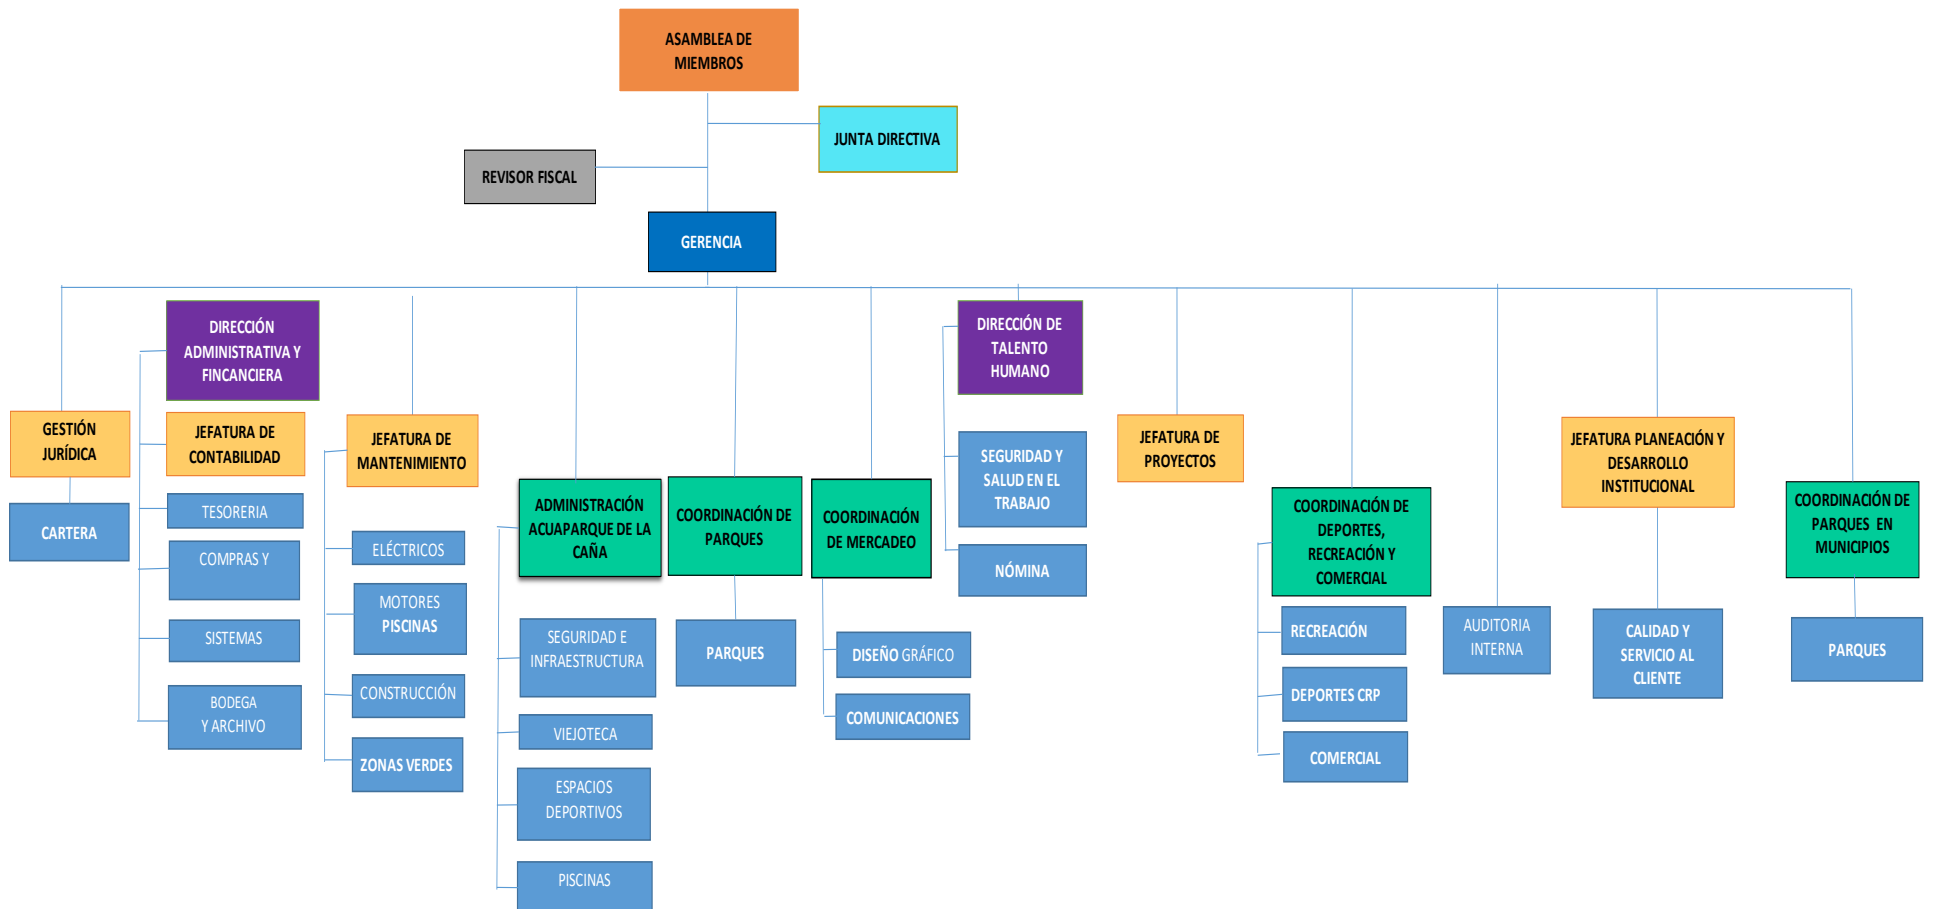 ASAMBLEA DE
MIEMBROS
JUNTA DIRECTIVA
REVISOR FISCAL
GERENCIA
DIRECCIÓN
ADMINISTRATIVA Y
FINCANCIERA
DIRECCIÓN DE
TALENTO
HUMANO
GESTIÓN
JURÍDICA
JEFATURA DE
CONTABILIDAD
JEFATURA DE
MANTENIMIENTO
JEFATURA DE
PROYECTOS
JEFATURA PLANEACIÓN Y
DESARROLLO
INSTITUCIONAL
CARTERA
TESORERIA
COMPRAS Y
SISTEMAS
BODEGA
Y ARCHIVO
ELÉCTRICOS
MOTORES
PISCINAS
CONSTRUCCIÓN
ZONAS VERDES
ADMINISTRACIÓN
ACUAPARQUE DE LA
CAÑA
SEGURIDAD E
INFRAESTRUCTURA
VIEJOTECA
ESPACIOS
DEPORTIVOS
PISCINAS
COORDINACIÓN DE
PARQUES
PARQUES
COORDINACIÓN
DE MERCADEO
DISEÑO GRÁFICO
COMUNICACIONES
SEGURIDAD Y
SALUD EN EL
TRABAJO
NÓMINA
COORDINACIÓN DE
DEPORTES,
RECREACIÓN Y
COMERCIAL
RECREACIÓN
DEPORTES CRP
COMERCIAL
AUDITORIA
INTERNA
CALIDAD Y
SERVICIO AL
CLIENTE
COORDINACIÓN DE
PARQUES EN
MUNICIPIOS
PARQUES